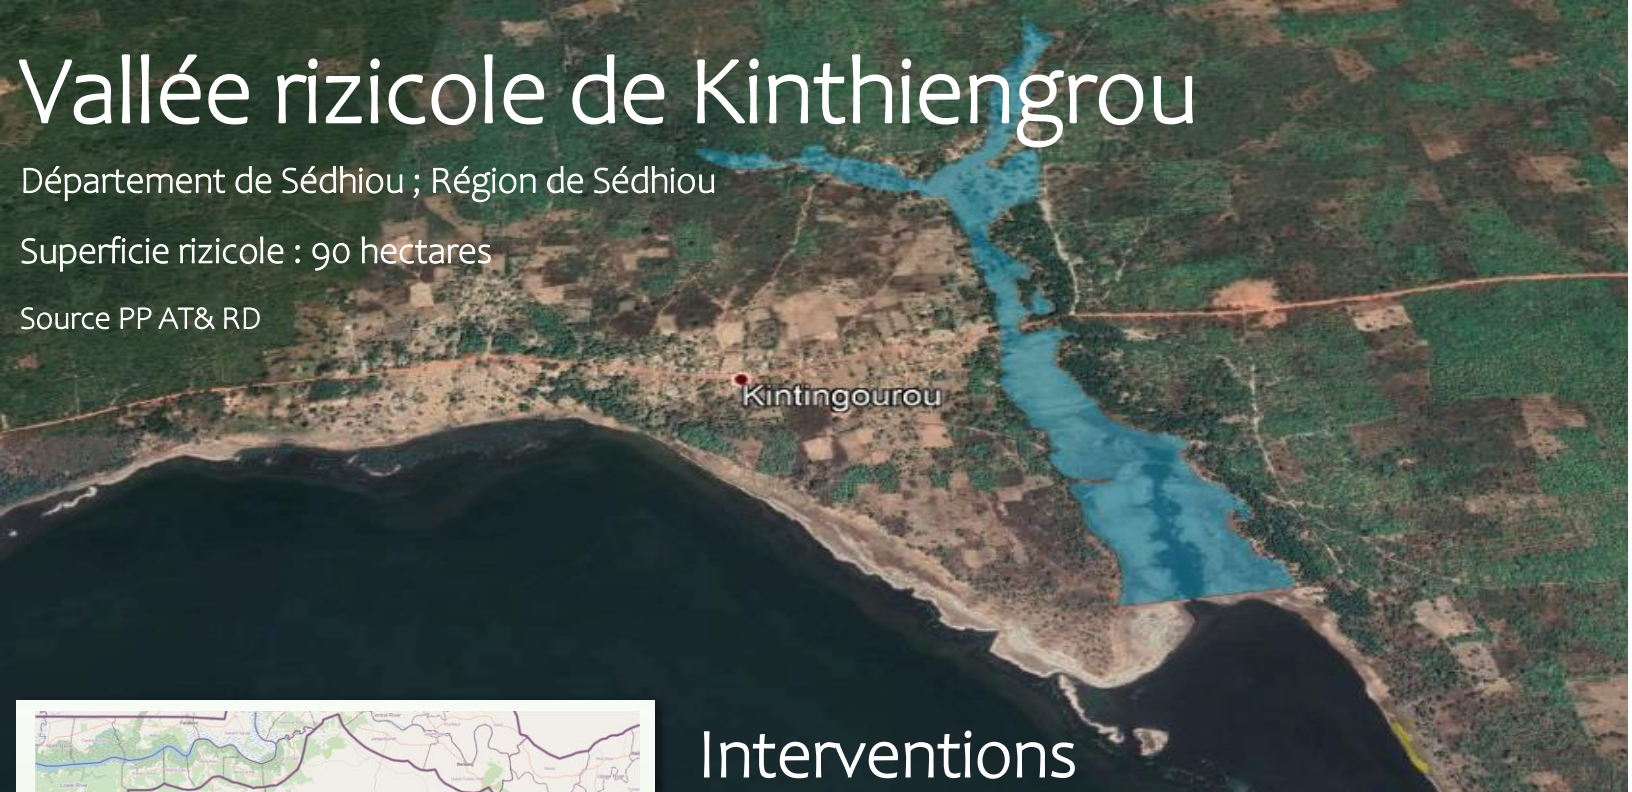 Vallée rizicole de Kinthiengrou
Département de Sédhiou ; Région de Sédhiou
Superficie rizicole : 90 hectares
Source PP AT& RD
Kintingourou
Interventions